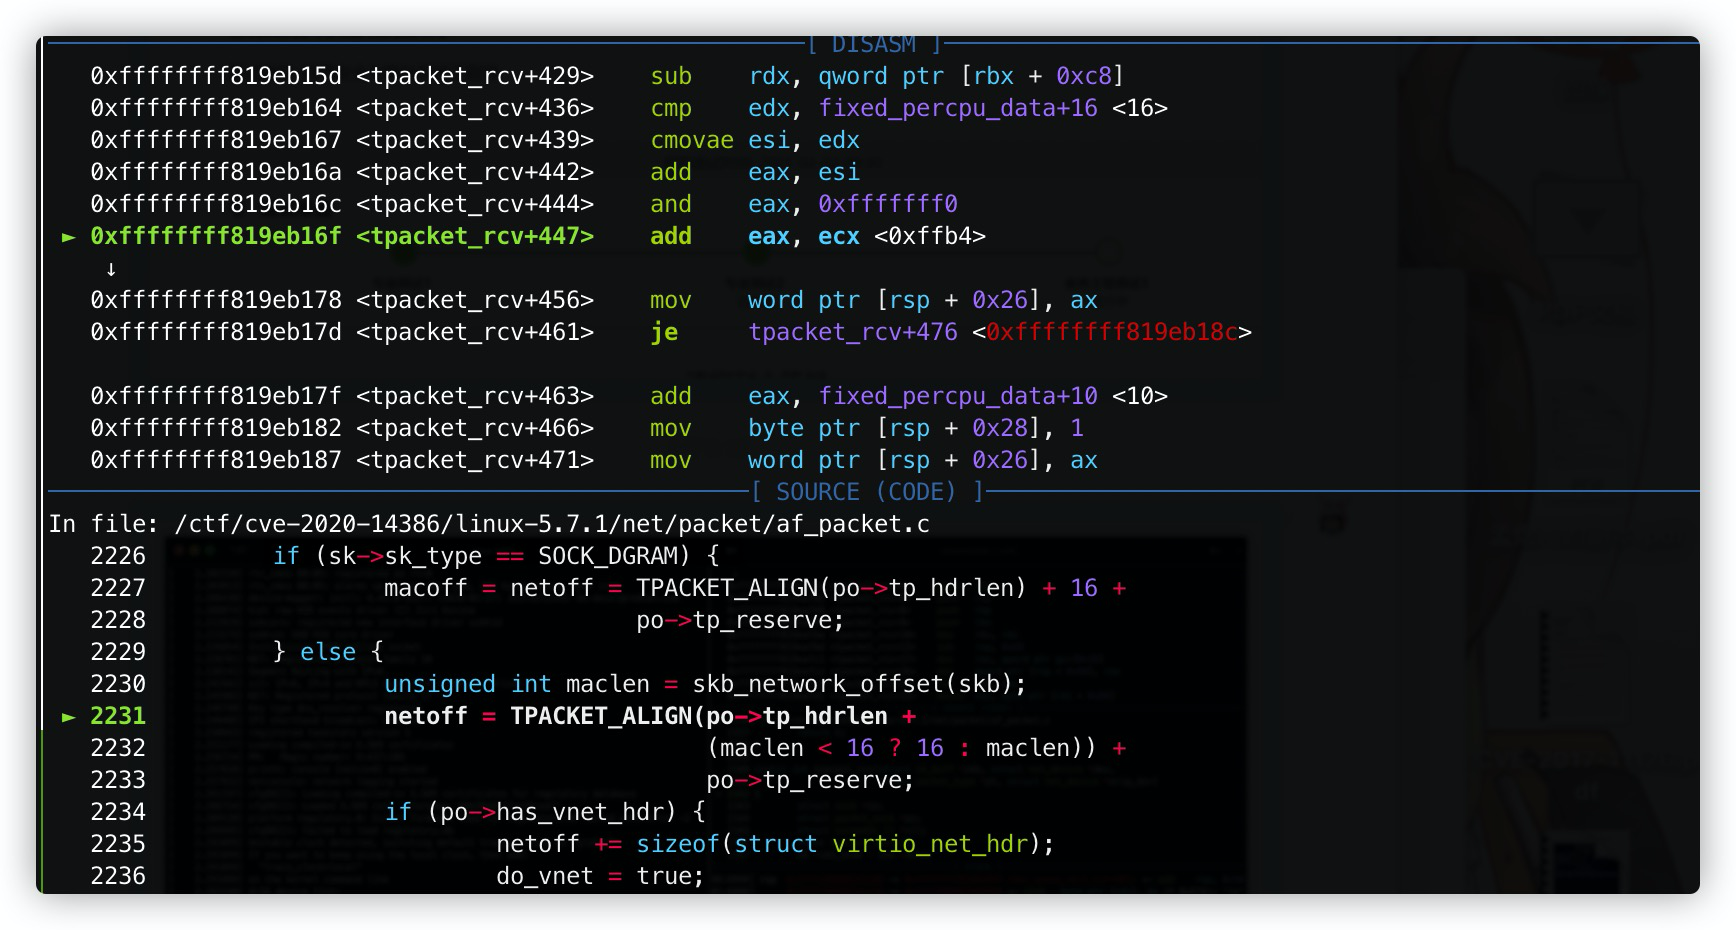 [ DISASM ]
0xffffffff819eb15d <tpacket_rcv+429>    sub    rdx, qword ptr [rbx + 0xc8]
0xffffffff819eb164 <tpacket_rcv+436>    cmp    edx, fixed_percpu_data+16 <16>
0xffffffff819eb167 <tpacket_rcv+439>    cmovae esi, edx
0xffffffff819eb16a <tpacket_rcv+442>    add    eax, esi
0xffffffff819eb16c <tpacket_rcv+444>    and    eax, 0xfffffff0
► 0xffffffff819eb16f <tpacket_rcv+447>    add    eax, ecx <0xffb4>
↓
0xffffffff819eb178 <tpacket_rcv+456>    mov    word ptr [rsp + 0x26], ax
0xffffffff819eb17d <tpacket_rcv+461>    je     tpacket_rcv+476 <0xffffffff819eb18c>
0xffffffff819eb17f <tpacket_rcv+463>    add    eax, fixed_percpu_data+10 <10>
0xffffffff819eb182 <tpacket_rcv+466>    mov    byte ptr [rsp + 0x28], 1
0xffffffff819eb187 <tpacket_rcv+471>    mov    word ptr [rsp + 0x26], ax
[ SOURCE (CODE) ]
In file: /ctf/cve-2020-14386/linux-5.7.1/net/packet/af_packet.c
2226         if (sk->sk_type == SOCK_DGRAM) {
2227                 macoff = netoff = TPACKET_ALIGN(po->tp_hdrlen) + 16 +
2228                                   po->tp_reserve;
2229         } else {
2230                 unsigned int maclen = skb_network_offset(skb);
► 2231                 netoff = TPACKET_ALIGN(po->tp_hdrlen +
2232                                        (maclen < 16 ? 16 : maclen)) +
2233                                        po->tp_reserve;
2234                 if (po->has_vnet_hdr) {
2235                         netoff += sizeof(struct virtio_net_hdr);
2236                         do_vnet = true;